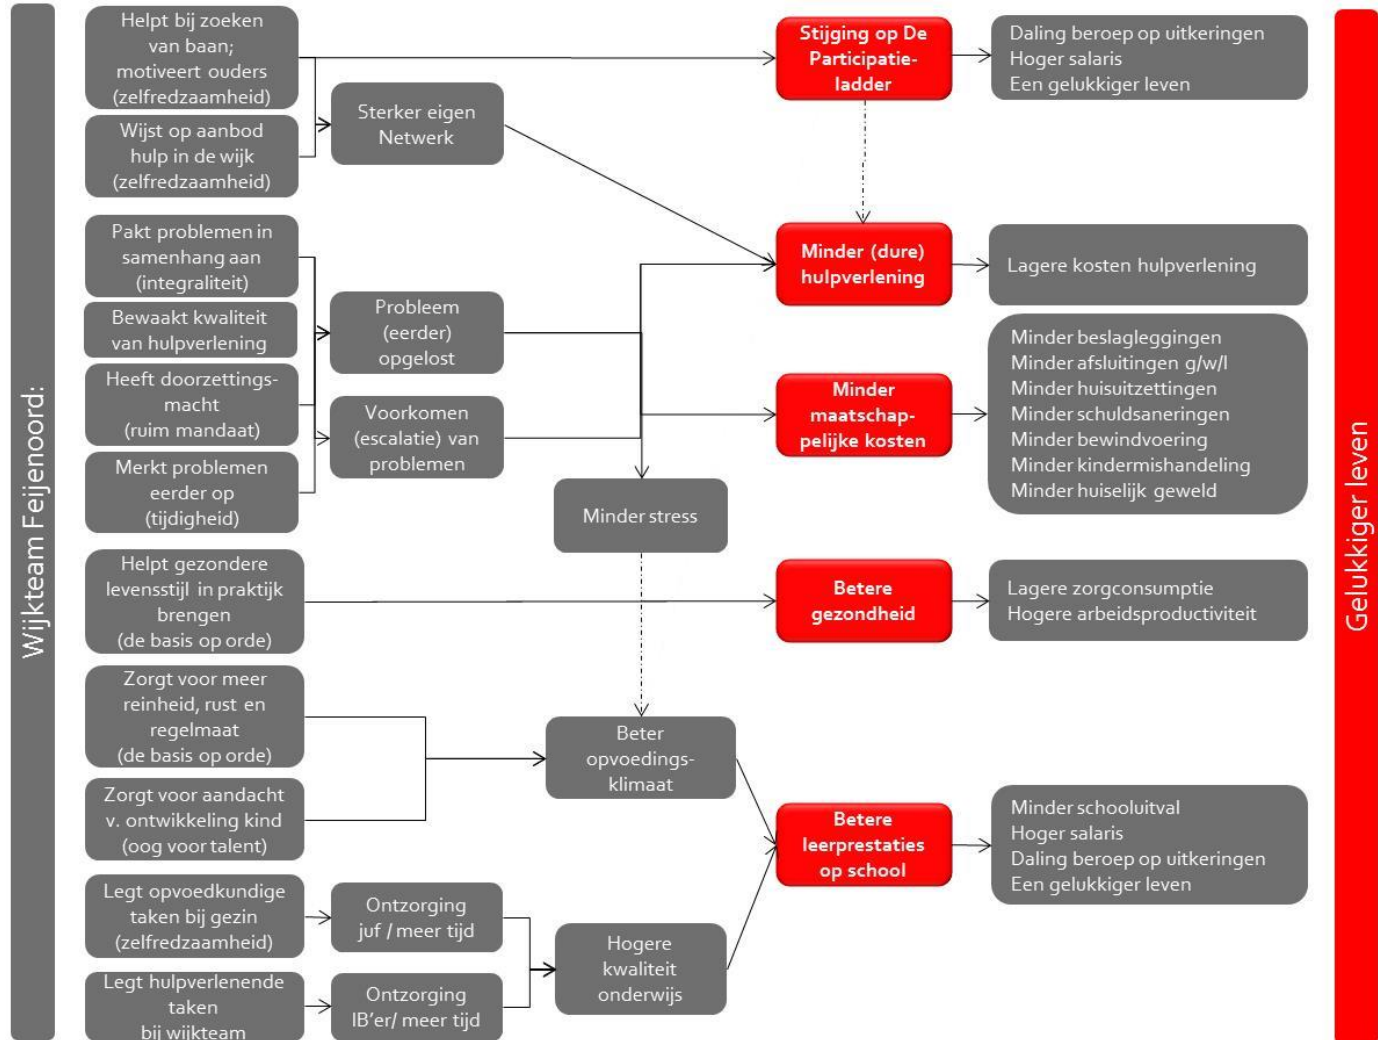 Wijkteam Feijenoord:
Helpt bij zoeken
van baan;
motiveert ouders
(zelfredzaamheid)
Wijst op aanbod
hulp in de wijk
(zelfredzaamheid)
Sterker eigen
Netwerk
Stijging op De
Participatie-
ladder
Daling beroep op uitkeringen
Hoger salaris
Een gelukkiger leven
Pakt problemen in
samenhang aan
(integraliteit)
Bewaakt kwaliteit
van hulpverlening
Heeft doorzettings-
macht
(ruim mandaat)
Merkt problemen
eerder op
(tijdigheid)
Probleem
(eerder)
opgelost
Voorkomen
(escalatie) van
problemen
Minder stress
Minder (dure)
hulpverlening
Lagere kosten hulpverlening
Minder
maatschap-
pelijke kosten
Minder beslagleggingen
Minder afsluitingen g/w/l
Minder huisuitzettingen
Minder schuldsaneringen
Minder bewindvoering
Minder kindermishandeling
Minder huiselijk geweld
Helpt gezondere
levensstijl in praktijk
brengen
(de basis op orde)
Betere
gezondheid
Lagere zorgconsumptie
Hogere arbeidsproductiviteit
Zorgt voor meer
reinheid, rust en
regelmaat
(de basis op orde)
Zorgt voor aandacht
v. ontwikkeling kind
(oog voor talent)
Beter
opvoedings-
klimaat
Betere
leerprestaties
op school
Minder schooluitval
Hoger salaris
Daling beroep op uitkeringen
Een gelukkiger leven
Legt opvoedkundige
taken bij gezin
(zelfredzaamheid)
Ontzorging
juf / meer tijd
Legt hulpverlenende
taken
bij wijkteam
Ontzorging
IB'er/ meer tijd
Hogere
kwaliteit
onderwijs
Gelukkiger leven